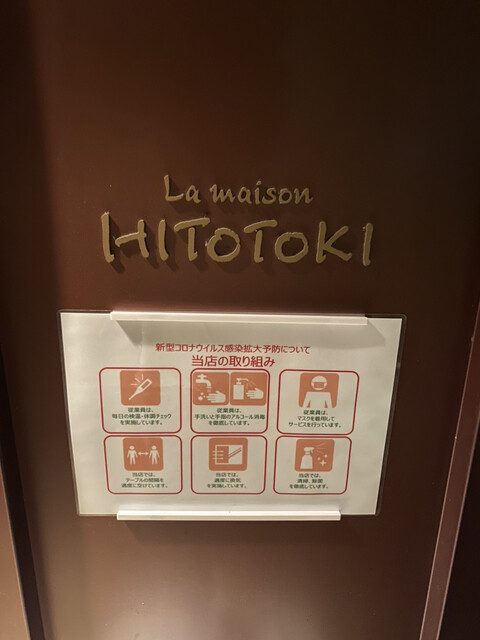 La maison
HITOTOKI
新型コロナウイルス感染拡大予防について
当店の取り組み
従業員は、
毎日の検温・体調チェック
を実施しています。
従業員は、
手洗いと手指のアルコール消毒
を徹底しています。
従業員は、
マスクを着用して
サービスを行っています。
当店では、
テーブルの間隔を
適度に空けています。
当店では、
適度に換気
を実施しています。
当店では、
清掃、除菌
を徹底しています。